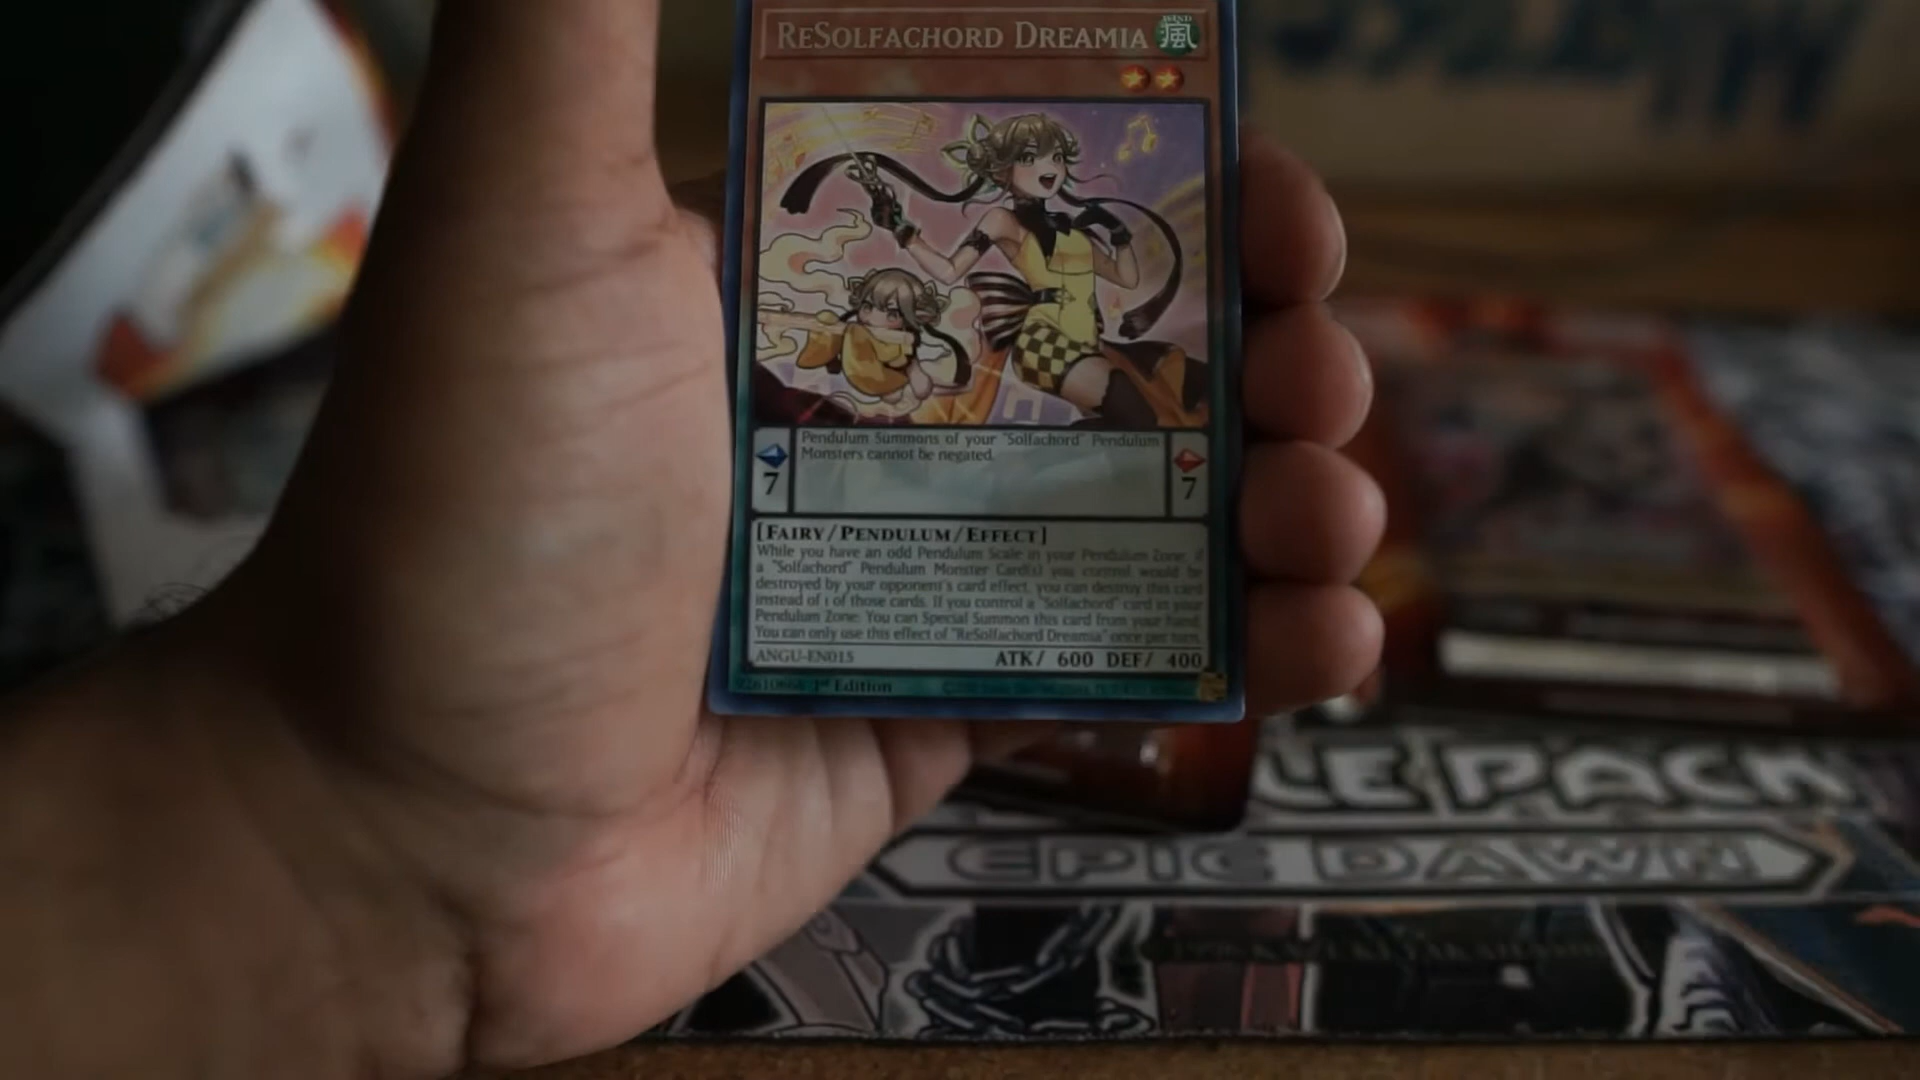 ReSolfachord Dreamia
WIND
瘋
Pendulum Summons of your "Solfachord" Pendulum
Monsters cannot be negated.
7
7
[Fairy/Pendulum/Effect]
While you have an odd Pendulum Scale in your Pendulum Zone, if
a "Solfachord" Pendulum Monster Card(s) you control would be
destroyed by your opponent's card effect, you can destroy this card
instead of 1 of those cards. If you control a "Solfachord" card in your
Pendulum Zone: You can Special Summon this card from your hand.
You can only use this effect of "ReSolfachord Dreamia" once per turn.
ANGU-EN015
ATK/ 600 DEF/ 400
1st Edition
LE PACK
EPIC DAWN